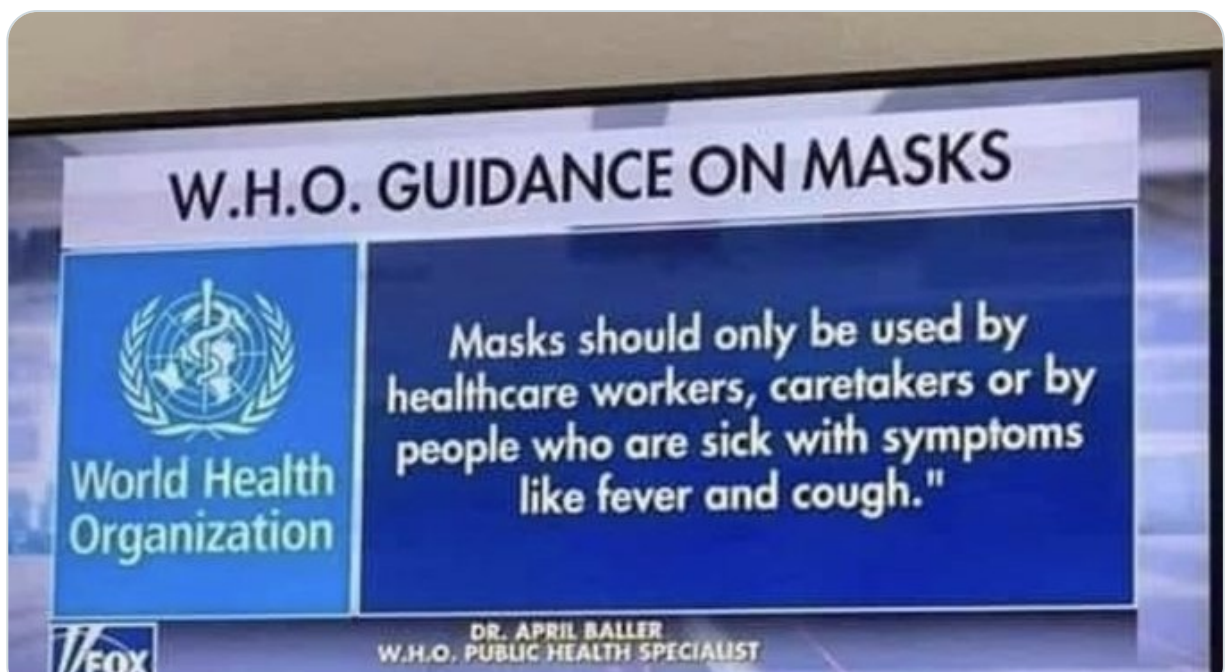 W.H.O. GUIDANCE ON MASKS
World Health
Organization
Masks should only be used by
healthcare workers, caretakers or by
people who are sick with symptoms
like fever and cough."
FOX
DR. APRIL BALLER
W.H.O. PUBLIC HEALTH SPECIALIST